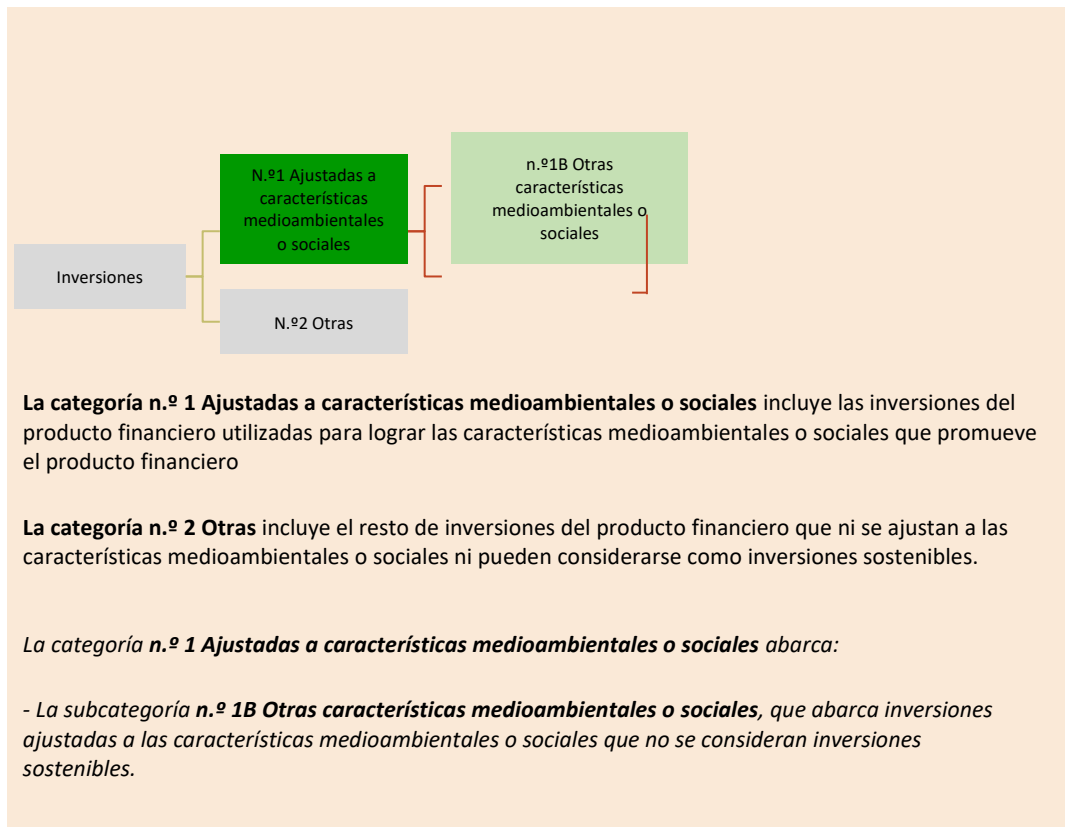 Inversiones
N.º1 Ajustadas a
características
medioambientales
o sociales
n.º1B Otras
características
medioambientales o
sociales
N.º2 Otras
La categoría n.º 1 Ajustadas a características medioambientales o sociales incluye las inversiones del
producto financiero utilizadas para lograr las características medioambientales o sociales que promueve
el producto financiero
La categoría n.º 2 Otras incluye el resto de inversiones del producto financiero que ni se ajustan a las
características medioambientales o sociales ni pueden considerarse como inversiones sostenibles.
La categoría n.º 1 Ajustadas a características medioambientales o sociales abarca:
- La subcategoría n.º 1B Otras características medioambientales o sociales, que abarca inversiones
ajustadas a las características medioambientales o sociales que no se consideran inversiones
sostenibles.